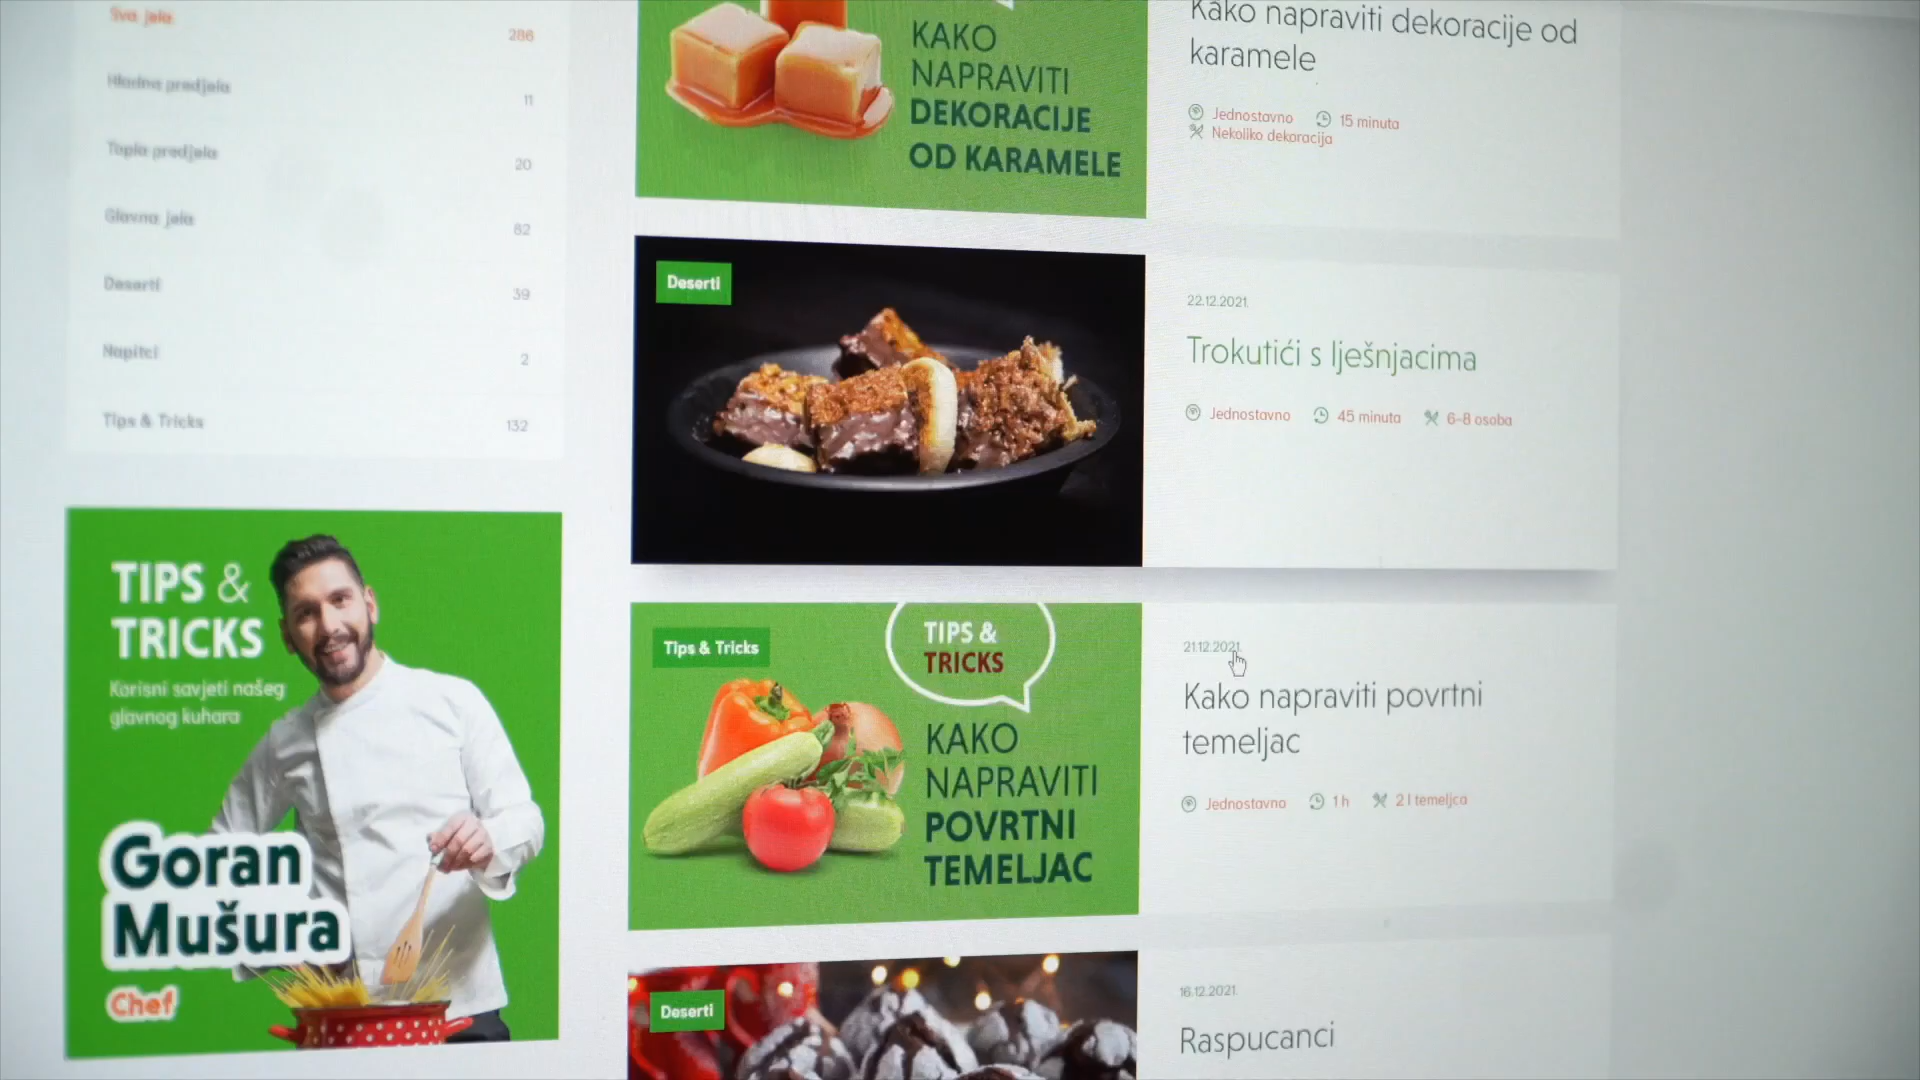 Sva jela
286
Hladna predjela
11
Topla predjela
20
Glavna jela
82
Deserti
39
Napitci
2
Tips & Tricks
132
TIPS &
TRICKS
Korisni savjeti našeg
glavnog kuhara
Goran
Mušura
Chef
KAKO
NAPRAVITI
DEKORACIJE
OD KARAMELE
Kako napraviti dekoracije od
karamele
Jednostavno 15 minuta
Nekoliko dekoracija
Deserti
22.12.2021.
Trokutići s lješnjacima
Jednostavno 45 minuta 6-8 osoba
Tips & Tricks
TIPS &
TRICKS
KAKO
NAPRAVITI
POVRTNI
TEMELJAC
21.12.2021.
Kako napraviti povrtni
temeljac
Jednostavno 1 h 2 l temeljca
Deserti
16.12.2021.
Raspucanci